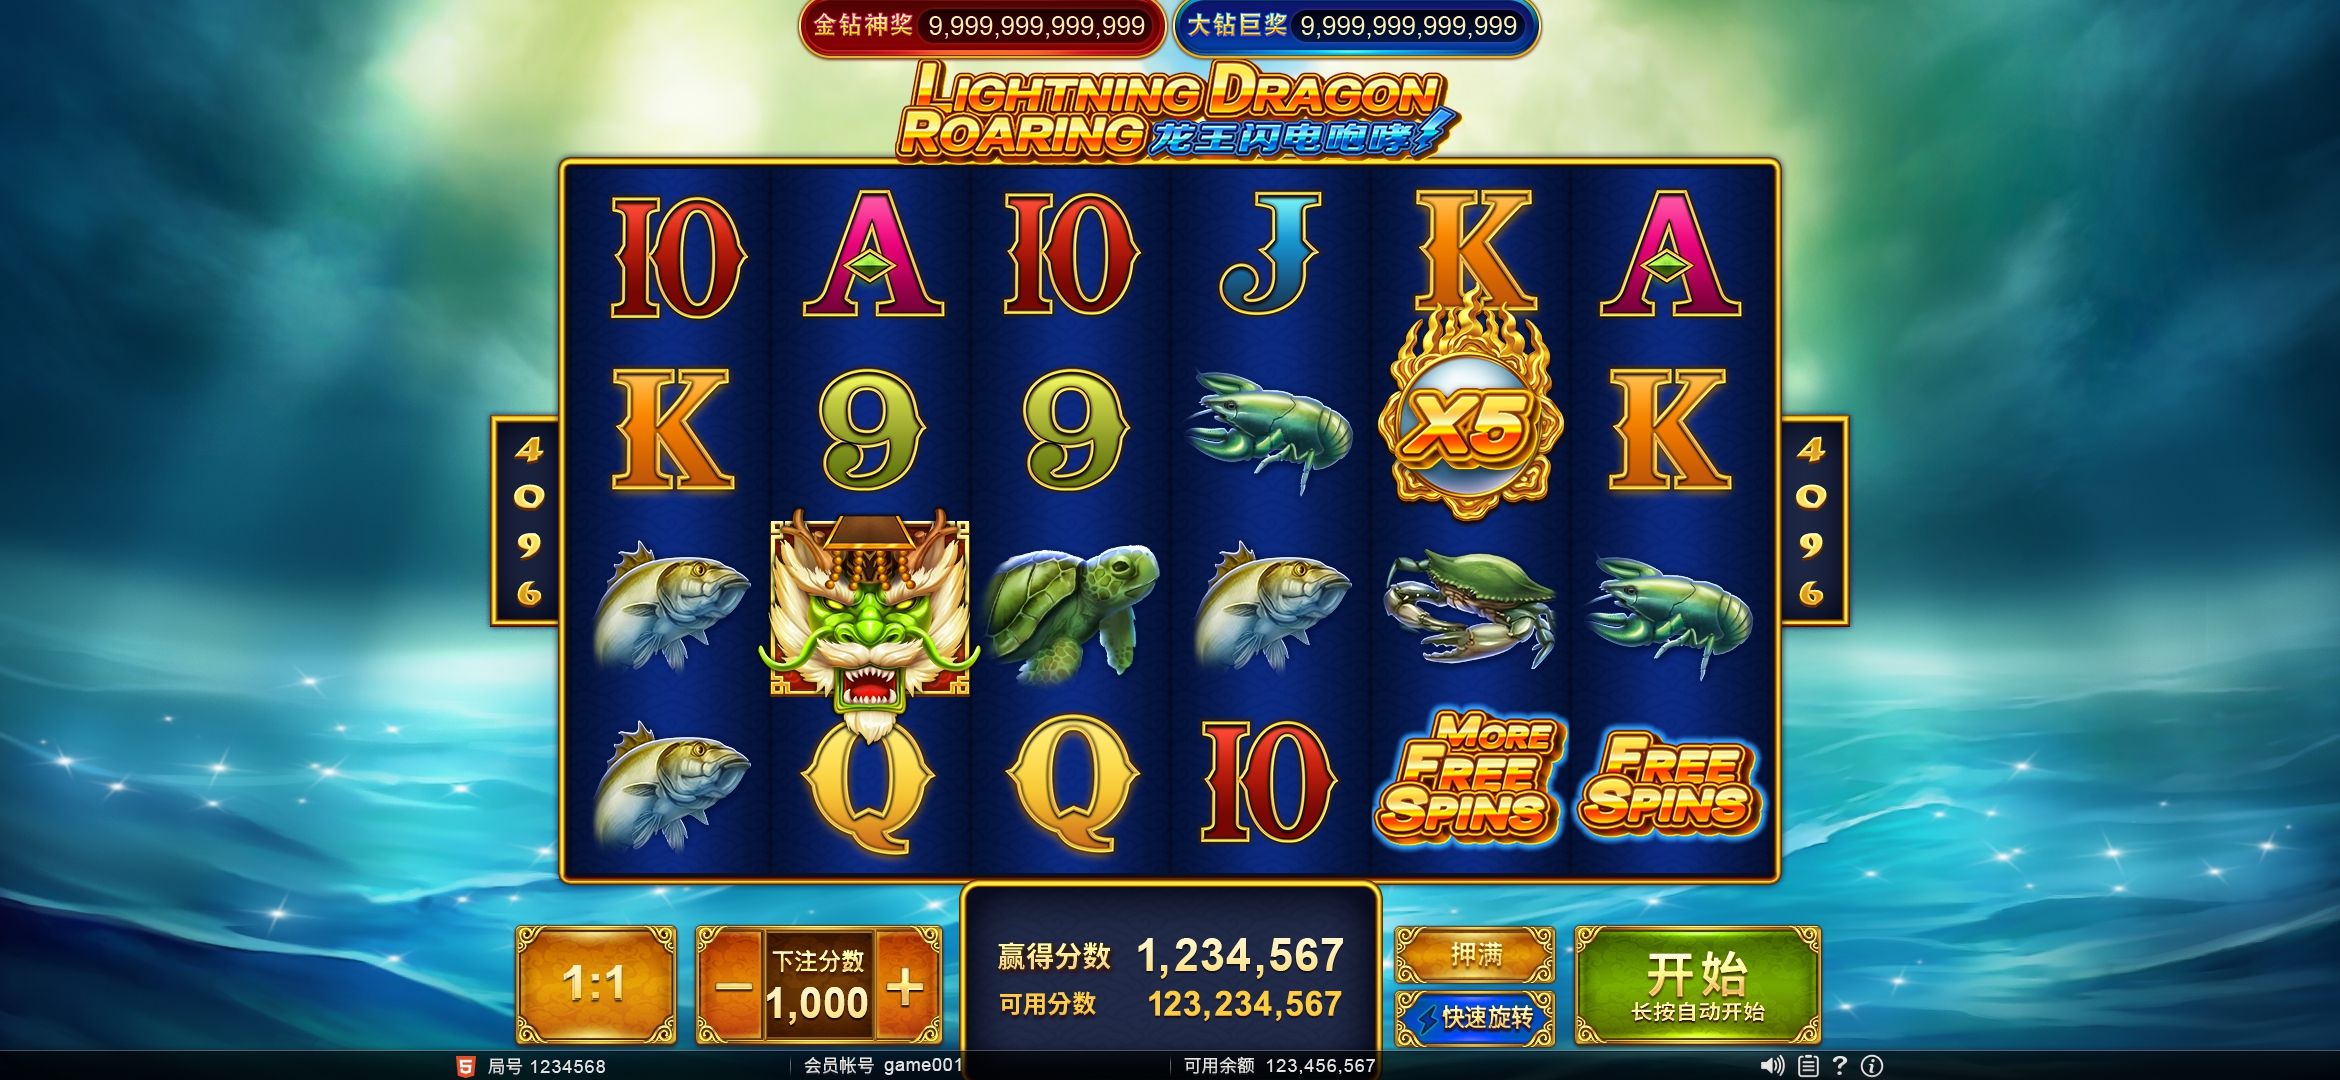 金钻神奖 9,999,999,999,999
大钻巨奖 9,999,999,999,999
LIGHTNING DRAGON
ROARING 龙王闪电咆哮
10 A 10 J K A
K 9 9 X5 K
4096
4096
Q Q 10 MORE FREE SPINS FREE SPINS
1:1
下注分数
− 1,000 +
赢得分数 1,234,567
可用分数 123,234,567
押满
快速旋转
开始
长按自动开始
5 局号 1234568
会员帐号 game001
可用余额 123,456,567
? i